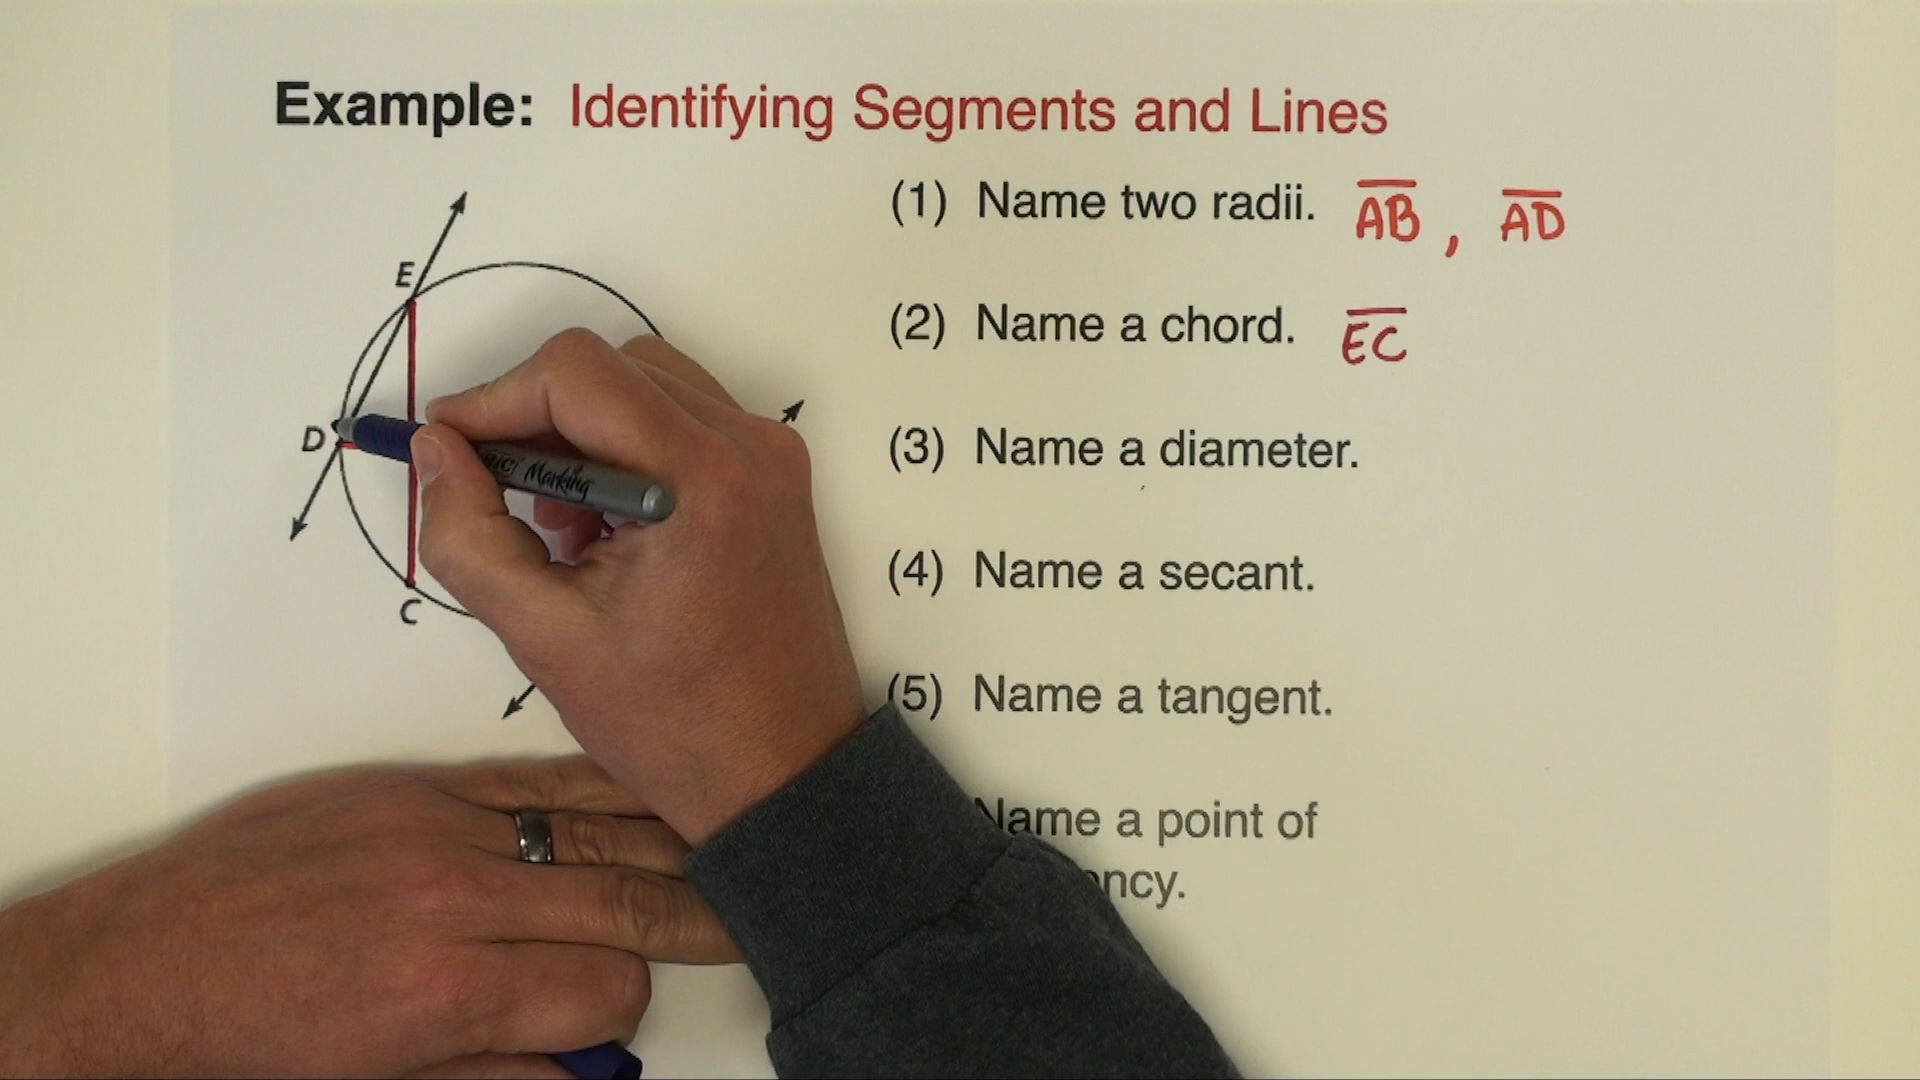 Example: Identifying Segments and Lines
(1) Name two radii. AB, AD
E
(2) Name a chord. EC
D
(3) Name a diameter.
BIC Marking
(4) Name a secant.
C
(5) Name a tangent.
Name a point of